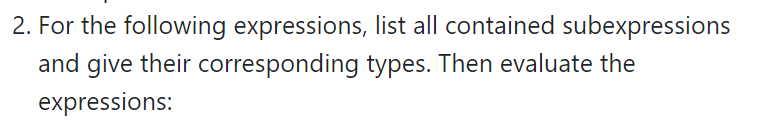 2. For the following expressions, list all contained subexpressions
and give their corresponding types. Then evaluate the
expressions: